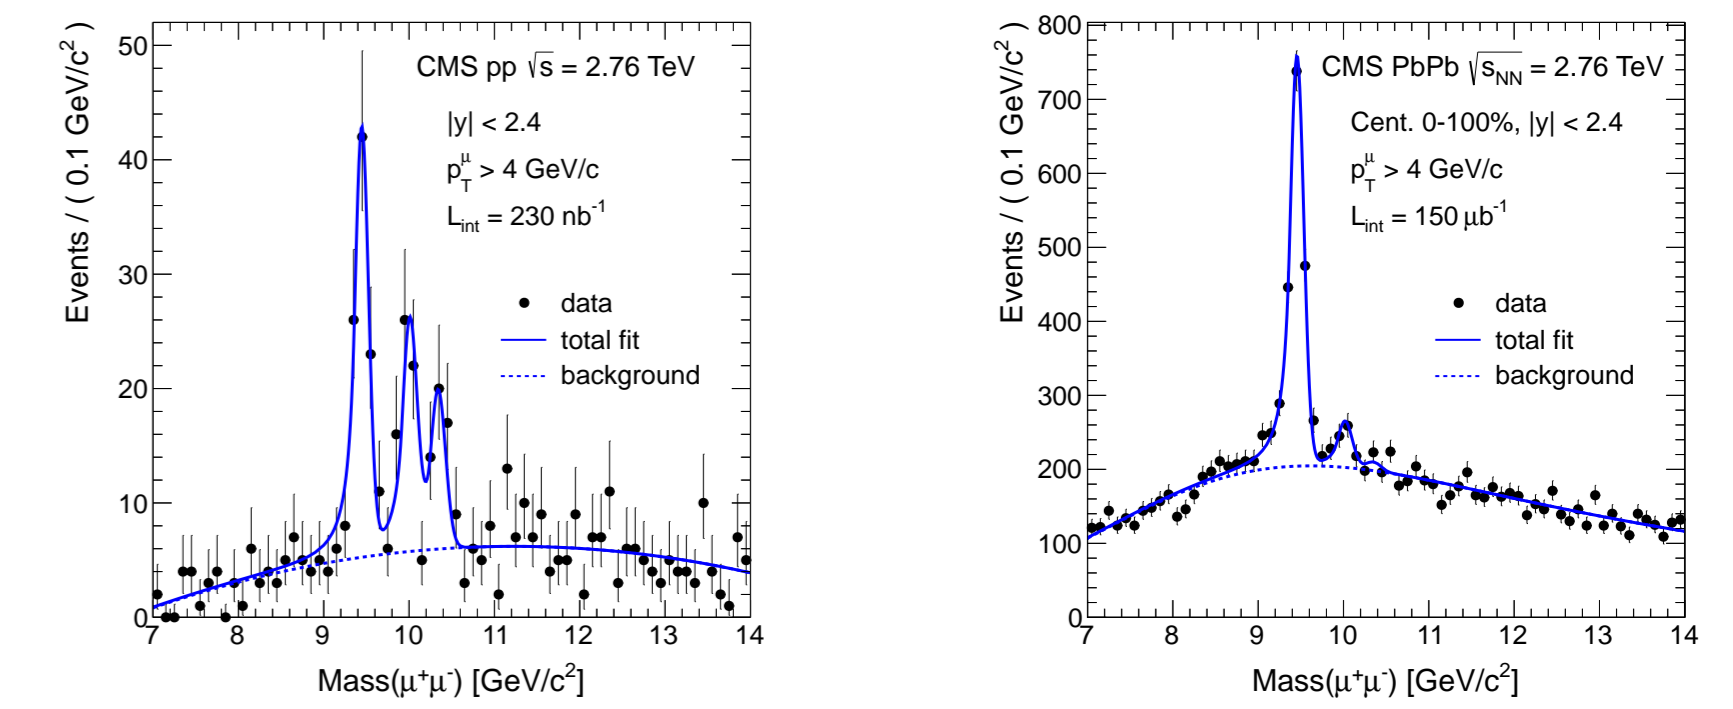 Events / ( 0.1 GeV/c²)
50
40
30
20
10
0
CMS pp √s = 2.76 TeV
|y| < 2.4
p_T^μ > 4 GeV/c
L_int = 230 nb⁻¹
data
total fit
background
7 8 9 10 11 12 13 14
Mass(μ⁺μ⁻) [GeV/c²]
Events / ( 0.1 GeV/c²)
800
700
600
500
400
300
200
100
0
CMS PbPb √s_NN = 2.76 TeV
Cent. 0-100%, |y| < 2.4
p_T^μ > 4 GeV/c
L_int = 150 μb⁻¹
data
total fit
background
7 8 9 10 11 12 13 14
Mass(μ⁺μ⁻) [GeV/c²]